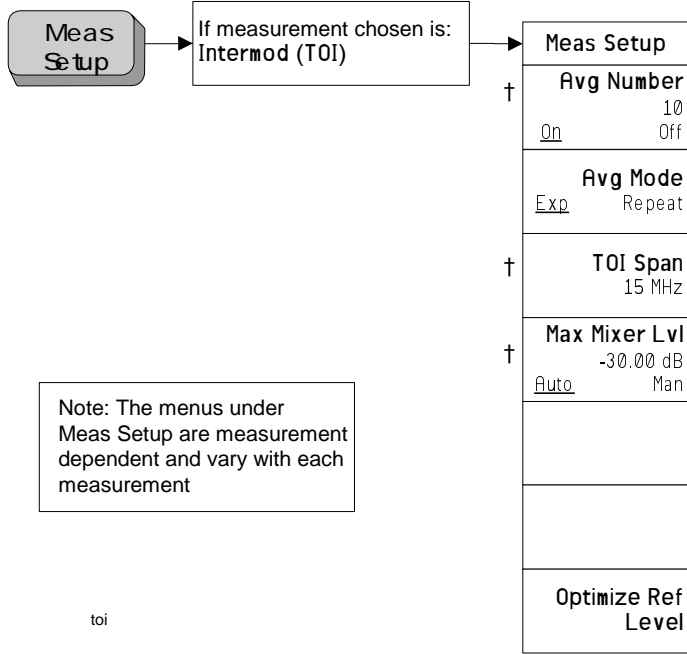 Meas
Setup
If measurement chosen is:
Intermod (TOI)
Meas Setup
†
Avg Number
10
On Off
Avg Mode
Exp Repeat
†
TOI Span
15 MHz
†
Max Mixer Lvl
-30.00 dB
Auto Man
Optimize Ref
Level
Note: The menus under
Meas Setup are measurement
dependent and vary with each
measurement
toi